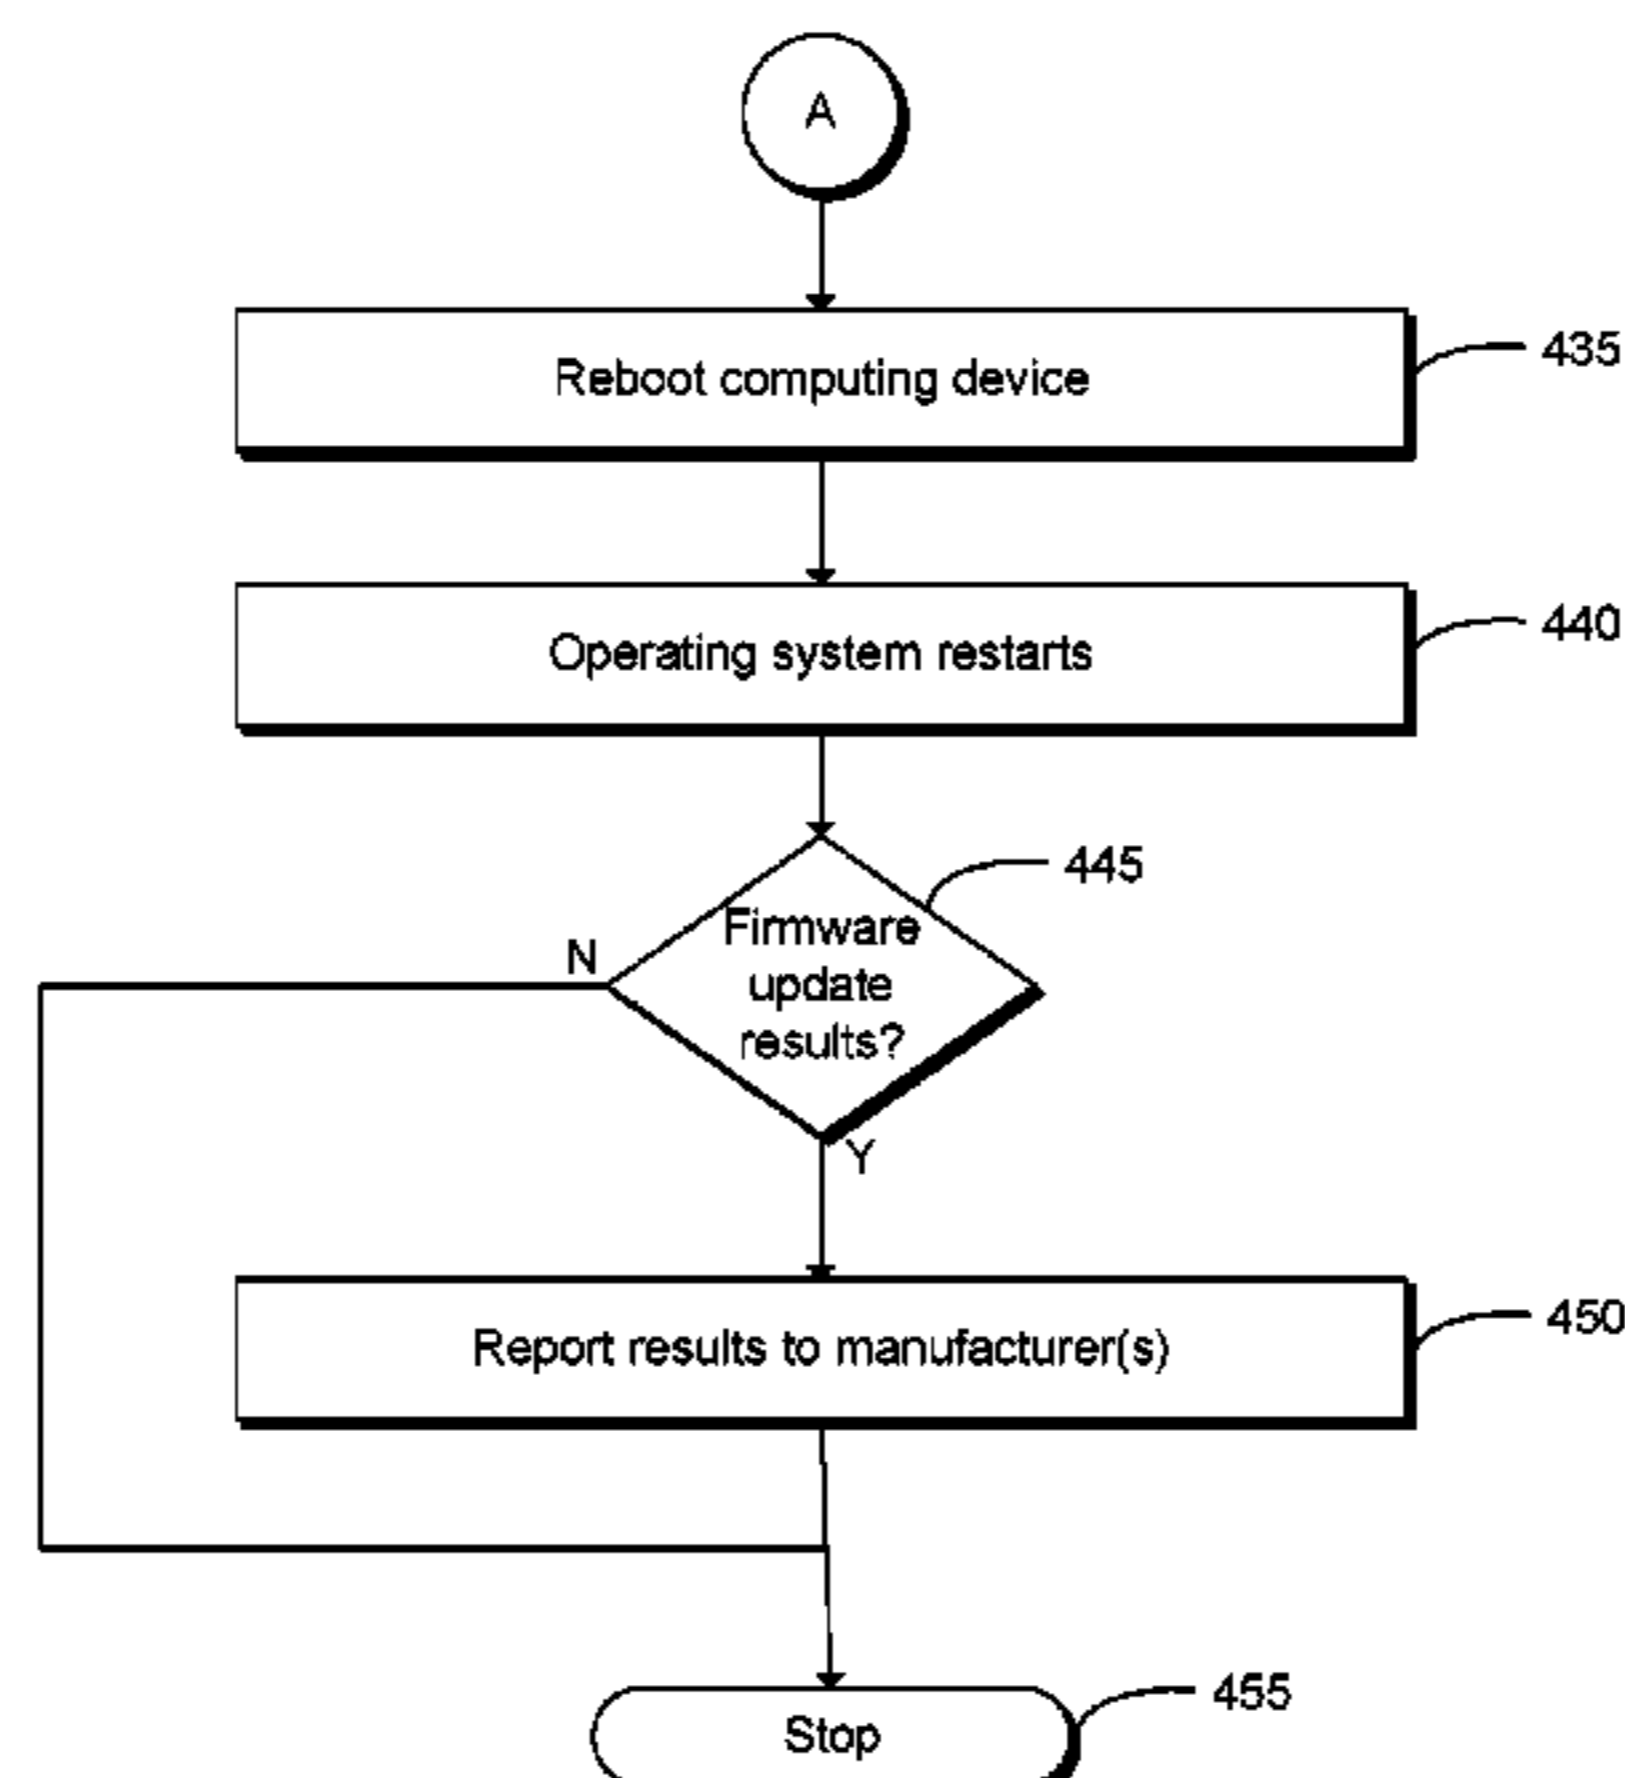 A
Reboot computing device
435
Operating system restarts
440
445
Firmware
update
results?
N
Y
Report results to manufacturer(s)
450
455
Stop